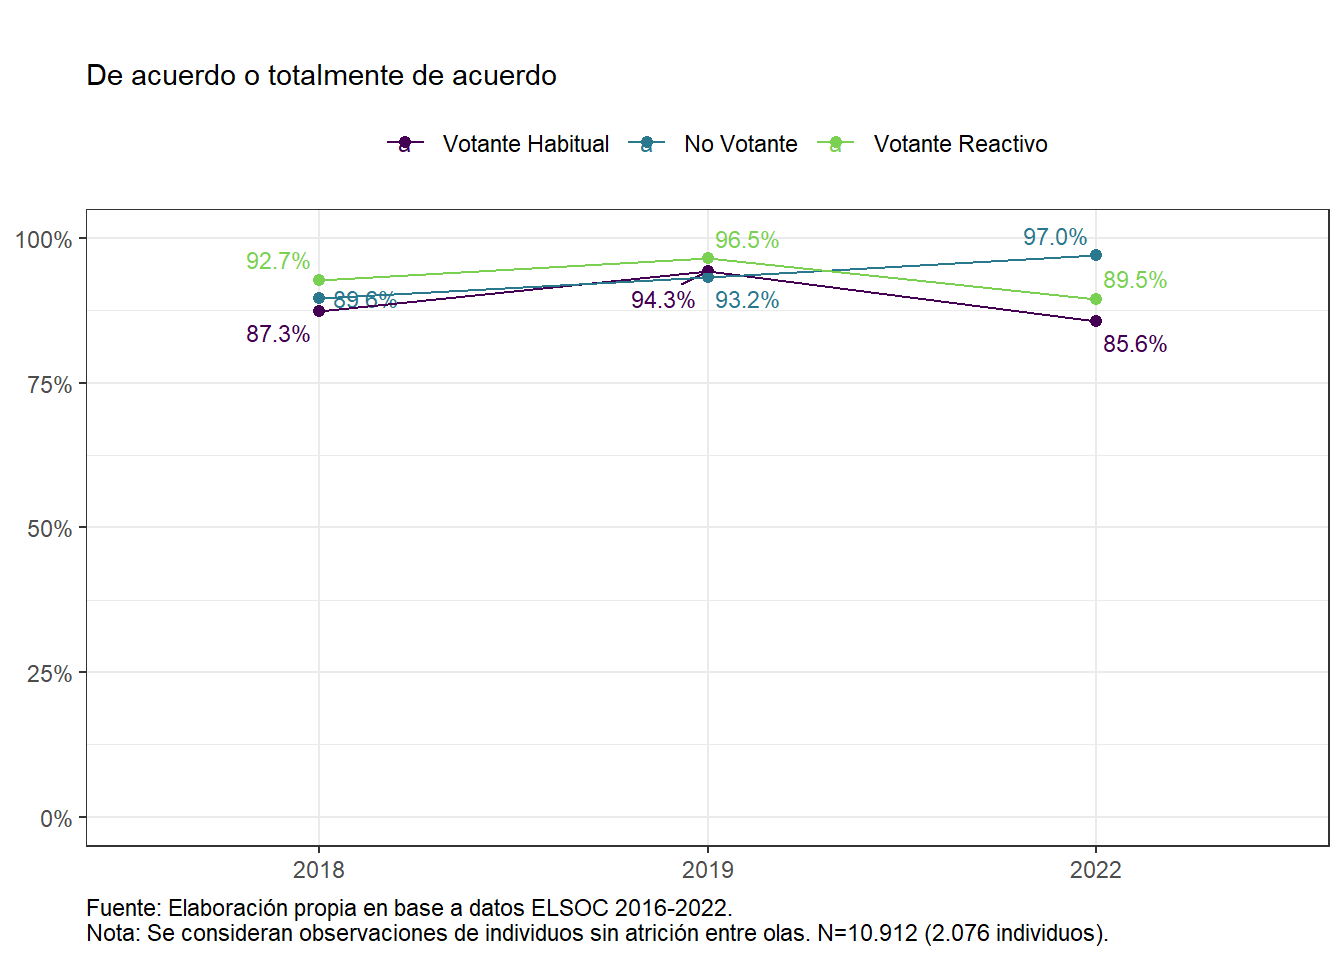 De acuerdo o totalmente de acuerdo
a Votante Habitual a No Votante a Votante Reactivo
100%
75%
50%
25%
0%
92.7%
89.6%
87.3%
96.5%
94.3%
93.2%
97.0%
89.5%
85.6%
2018 2019 2022
Fuente: Elaboración propia en base a datos ELSOC 2016-2022.
Nota: Se consideran observaciones de individuos sin atrición entre olas. N=10.912 (2.076 individuos).